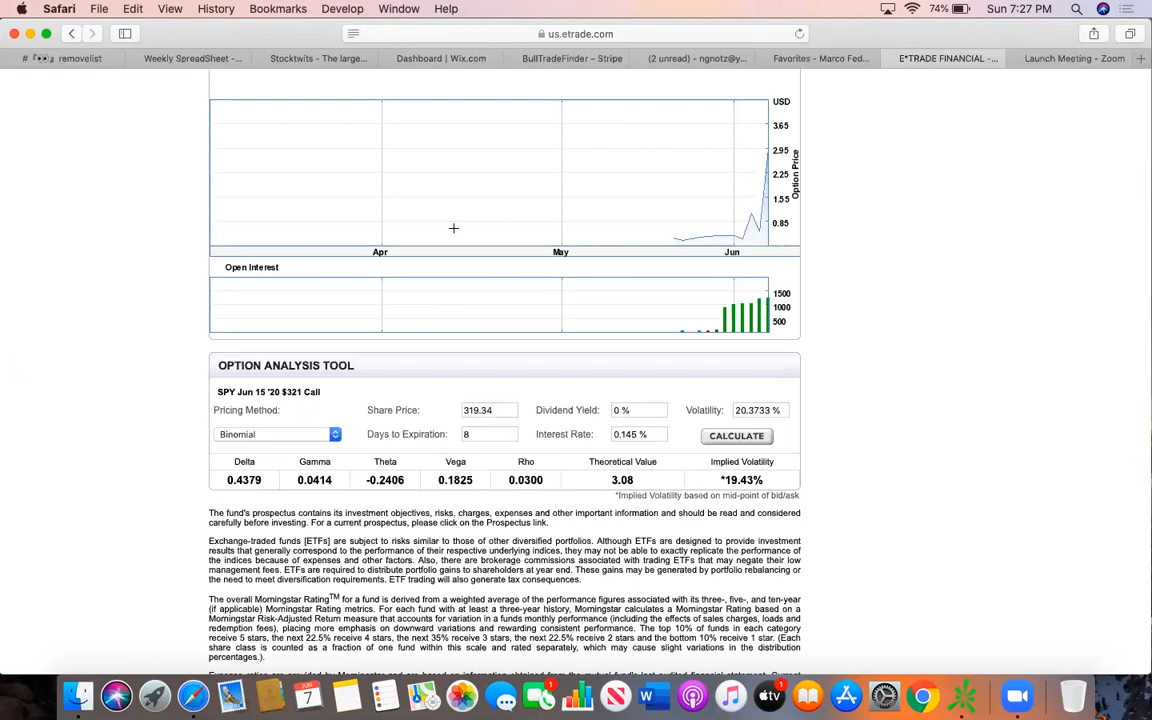 Safari File Edit View History Bookmarks Develop Window Help 74% Sun 7:27 PM
us.etrade.com
removelist Weekly SpreadSheet -... Stocktwits - The large... Dashboard | Wix.com BullTradeFinder – Stripe (2 unread) - ngnotz@y... Favorites - Marco Fed... E*TRADE FINANCIAL -... Launch Meeting - Zoom
USD
3.65
2.95
2.25
1.55
0.85
Option Price
Apr May Jun
Open Interest
1500
1000
500
OPTION ANALYSIS TOOL
SPY Jun 15 '20 $321 Call
Pricing Method: Share Price: 319.34 Dividend Yield: 0 % Volatility: 20.3733 %
Binomial Days to Expiration: 8 Interest Rate: 0.145 % CALCULATE
Delta Gamma Theta Vega Rho Theoretical Value Implied Volatility
0.4379 0.0414 -0.2406 0.1825 0.0300 3.08 *19.43%
*Implied Volatility based on mid-point of bid/ask
The fund's prospectus contains its investment objectives, risks, charges, expenses and other important information and should be read and considered
carefully before investing. For a current prospectus, please click on the Prospectus link.
Exchange-traded funds [ETFs] are subject to risks similar to those of other diversified portfolios. Although ETFs are designed to provide investment
results that generally correspond to the performance of their respective underlying indices, they may not be able to exactly replicate the performance of
the indices because of expenses and other factors. Also, there are brokerage commissions associated with trading ETFs that may negate their low
management fees. ETFs are required to distribute portfolio gains to shareholders at year end. These gains may be generated by portfolio rebalancing or
the need to meet diversification requirements. ETF trading will also generate tax consequences.
The overall Morningstar Rating™ for a fund is derived from a weighted average of the performance figures associated with its three-, five-, and ten-year
(if applicable) Morningstar Rating metrics. For each fund with at least a three-year history, Morningstar calculates a Morningstar Rating based on a
Morningstar Risk-Adjusted Return measure that accounts for variation in a funds monthly performance (including the effects of sales charges, loads and
redemption fees), placing more emphasis on downward variations and rewarding consistent performance. The top 10% of funds in each category
receive 5 stars, the next 22.5% receive 4 stars, the next 35% receive 3 stars, the next 22.5% receive 2 stars and the bottom 10% receive 1 star. (Each
share class is counted as a fraction of one fund within this scale and rated separately, which may cause slight variations in the distribution
percentages.).
JUN
7
1
1